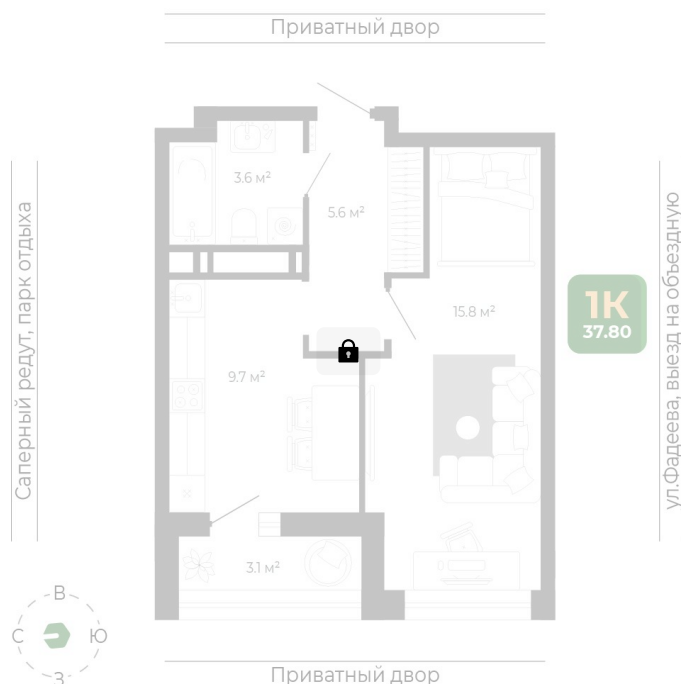 Приватный двор
Саперный редут, парк отдыха
3.6 м²
5.6 м²
15.8 м²
1К
37.80
ул.Фадеева, выезд на объездную
9.7 м²
3.1 м²
В
С
Ю
З
Приватный двор